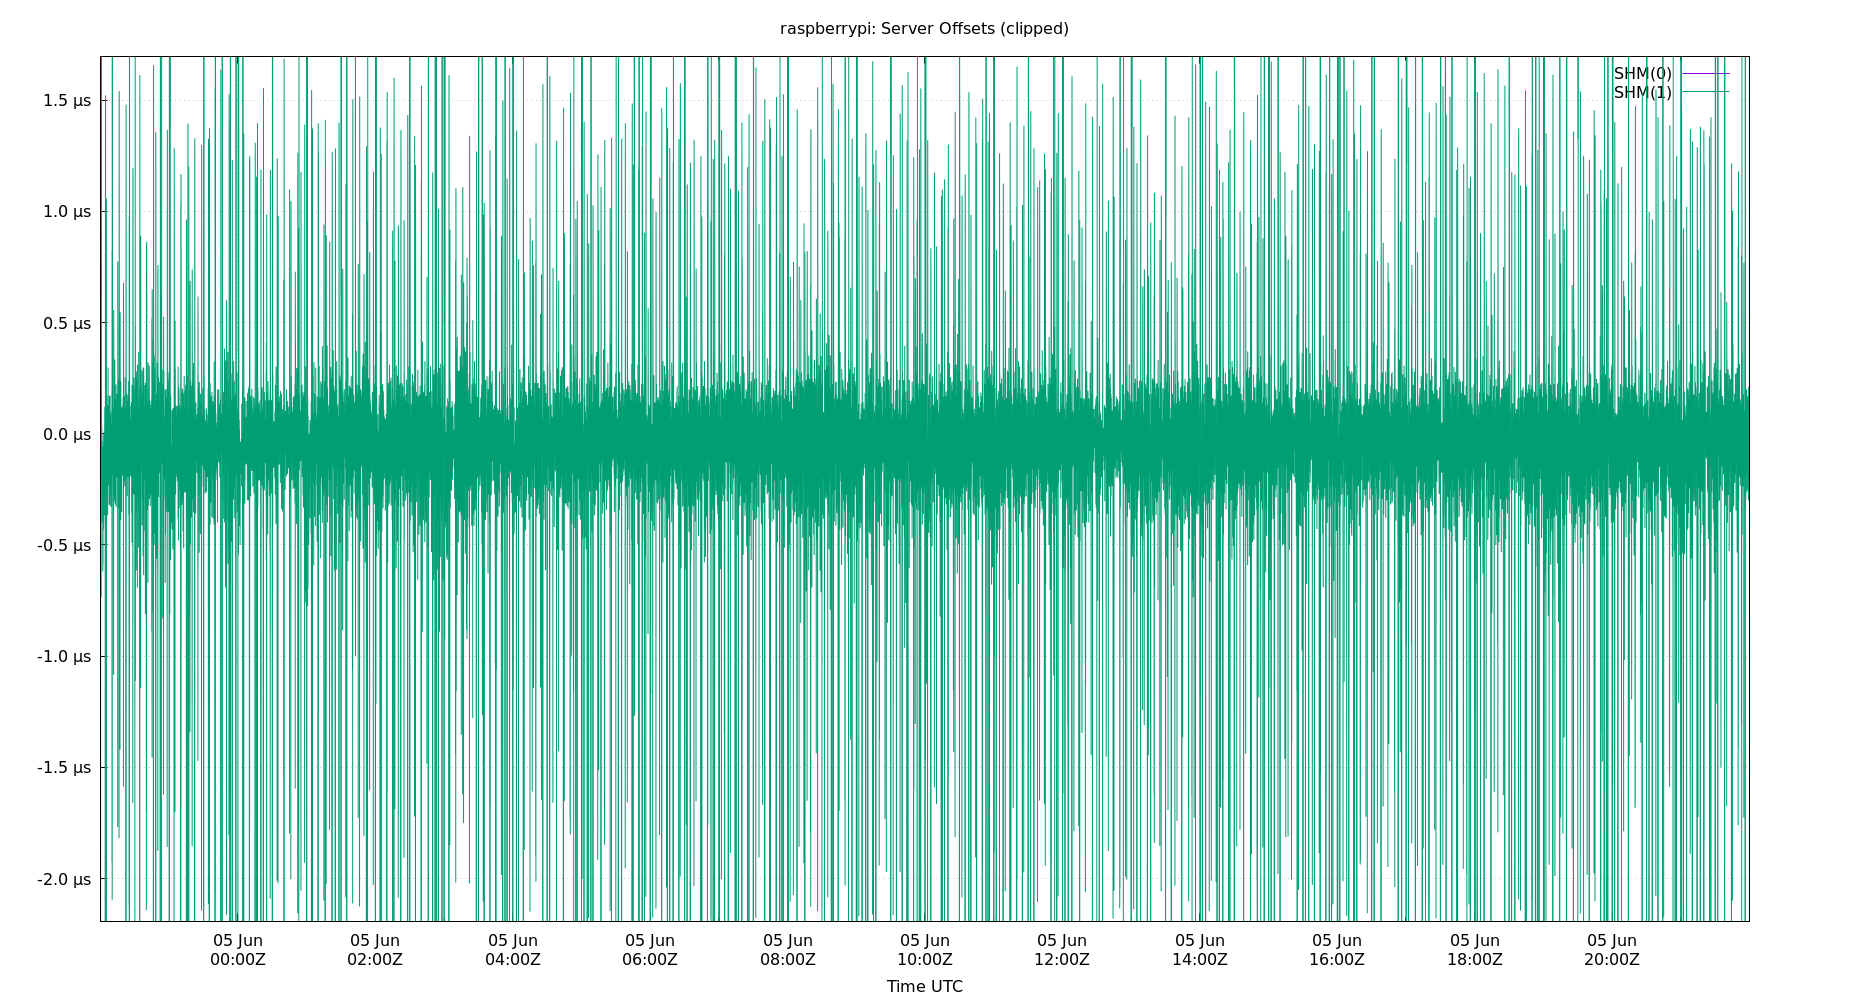 raspberrypi: Server Offsets (clipped)
SHM(0)
SHM(1)
1.5 µs
1.0 µs
0.5 µs
0.0 µs
-0.5 µs
-1.0 µs
-1.5 µs
-2.0 µs
05 Jun 05 Jun 05 Jun 05 Jun 05 Jun 05 Jun 05 Jun 05 Jun 05 Jun 05 Jun 05 Jun
00:00Z 02:00Z 04:00Z 06:00Z 08:00Z 10:00Z 12:00Z 14:00Z 16:00Z 18:00Z 20:00Z
Time UTC